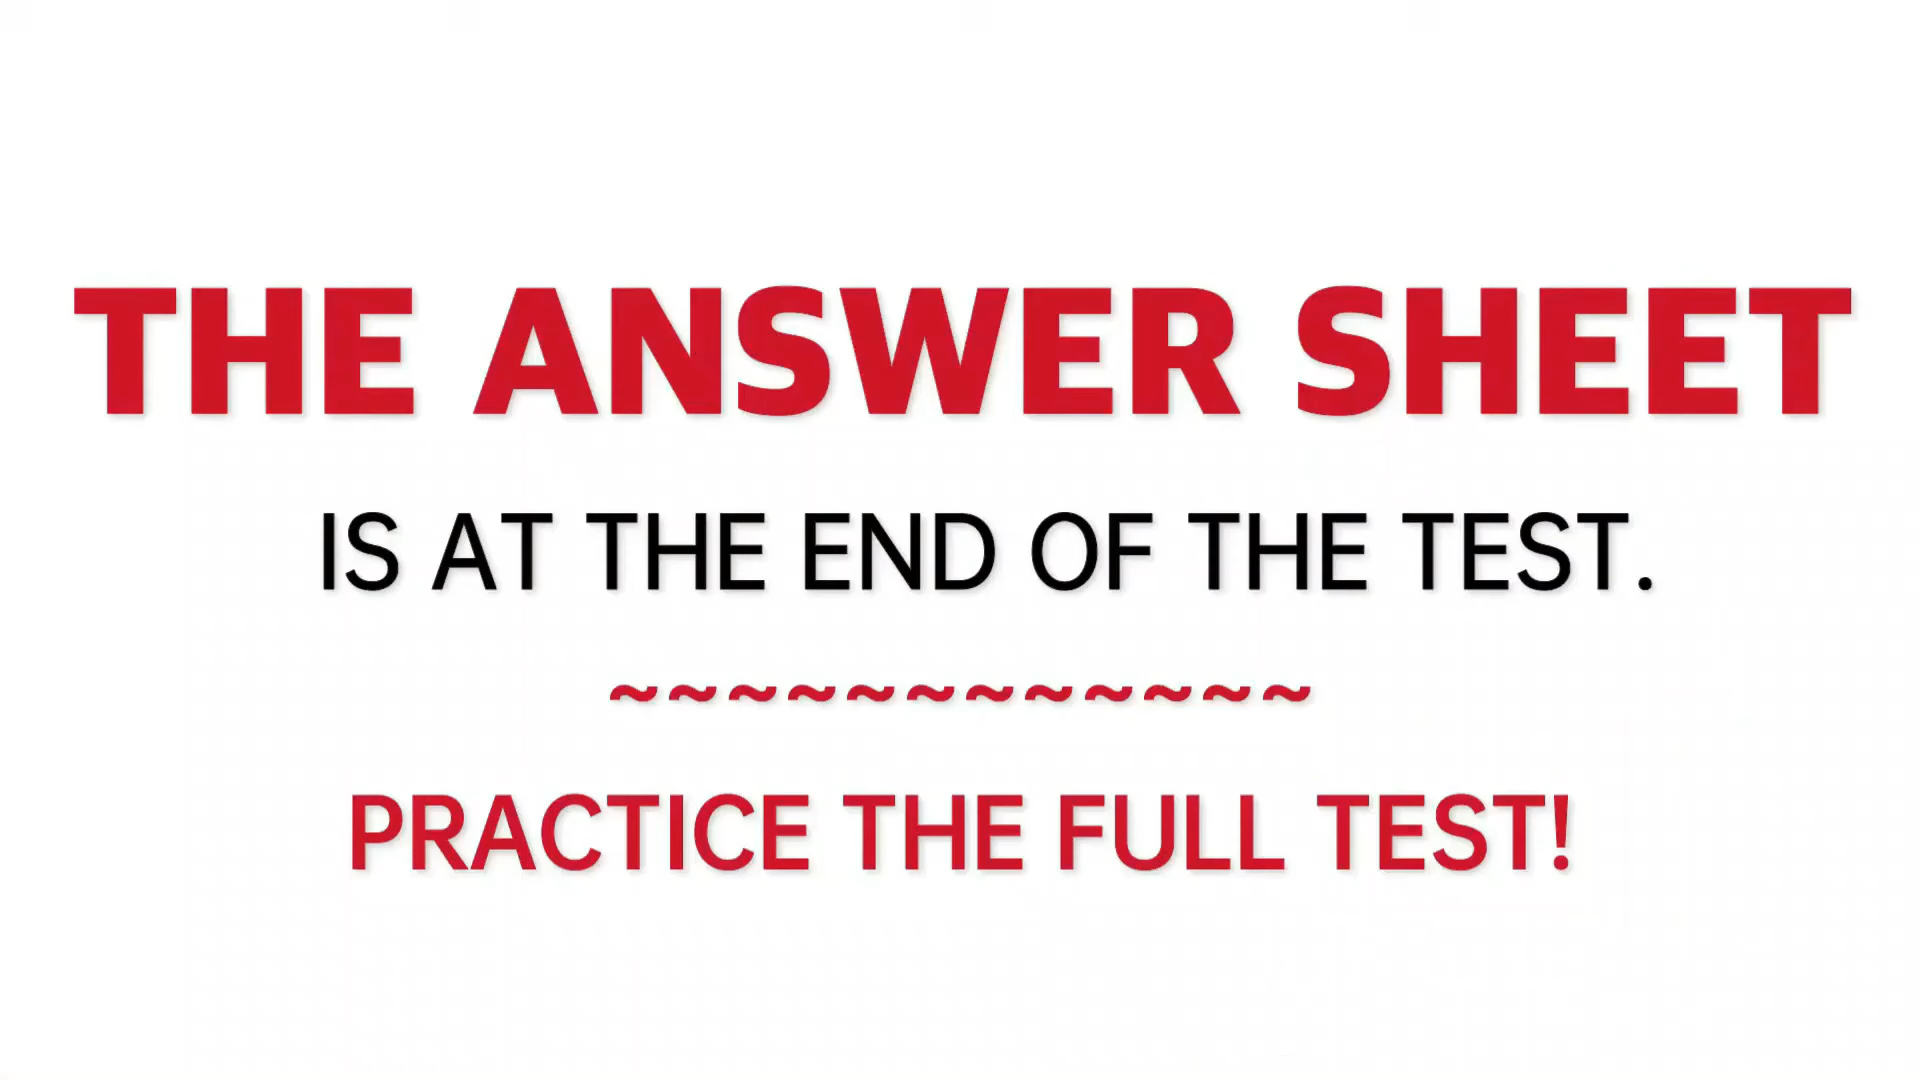 THE ANSWER SHEET
IS AT THE END OF THE TEST.
~~~~~~~~~~~~
PRACTICE THE FULL TEST!